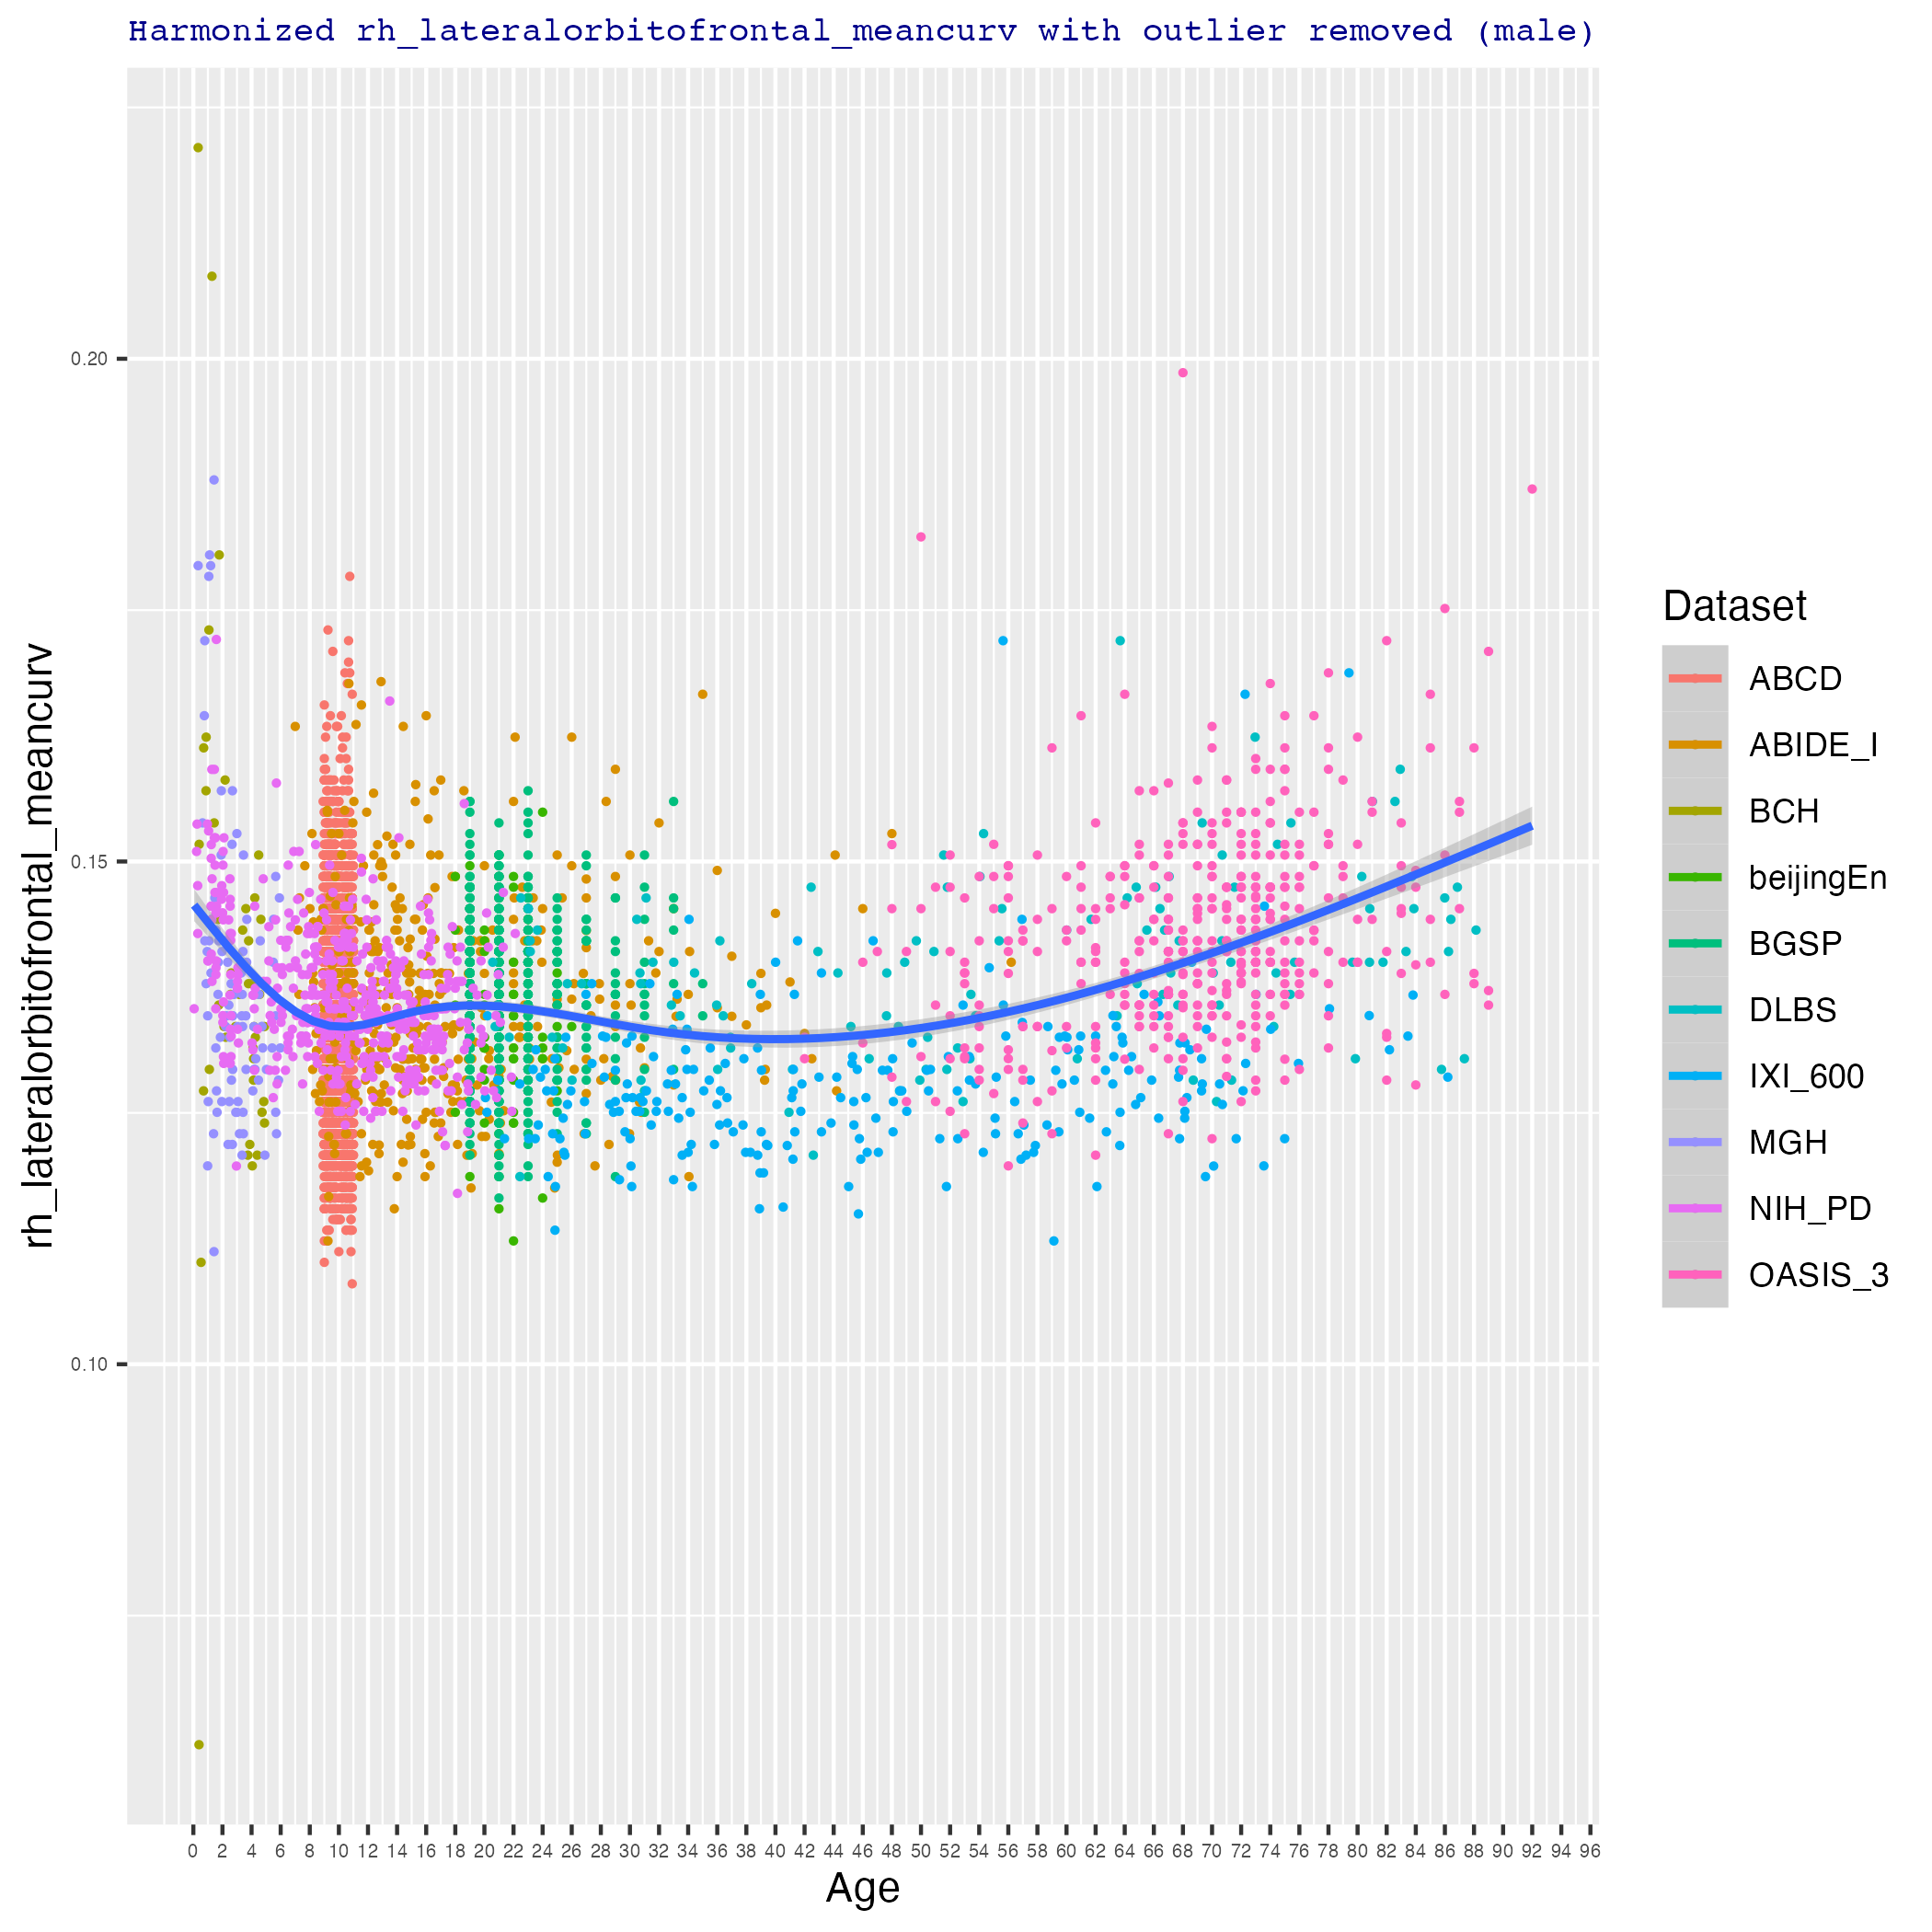 Harmonized rh_lateralorbitofrontal_meancurv with outlier removed (male)
rh_lateralorbitofrontal_meancurv
0.20
0.15
0.10
0 2 4 6 8 10 12 14 16 18 20 22 24 26 28 30 32 34 36 38 40 42 44 46 48 50 52 54 56 58 60 62 64 66 68 70 72 74 76 78 80 82 84 86 88 90 92 94 96
Age
Dataset
ABCD
ABIDE_I
BCH
beijingEn
BGSP
DLBS
IXI_600
MGH
NIH_PD
OASIS_3